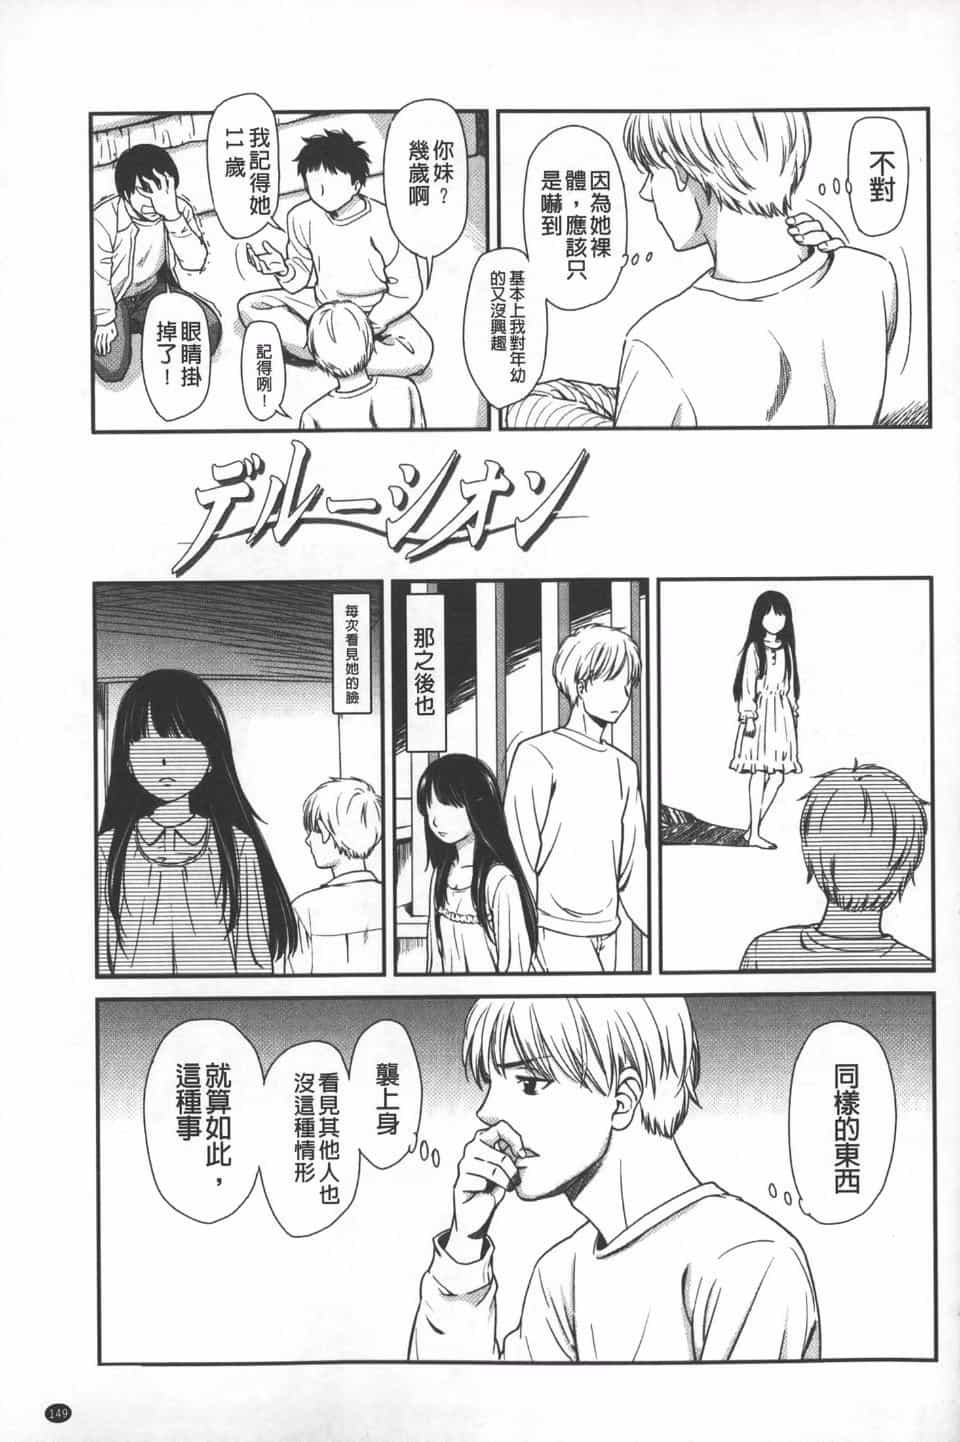 不對
因為她裸
體，應該只
是嚇到
基本上我對年幼
的又沒興趣
你妹？
幾歲啊
我記得她
11歲
記得咧！
眼睛掛
掉了！
デルーシオン
那之後也
每次看見她的臉
同樣的東西
襲上身
看見其他人也
沒這種情形
就算如此，
這種事
149